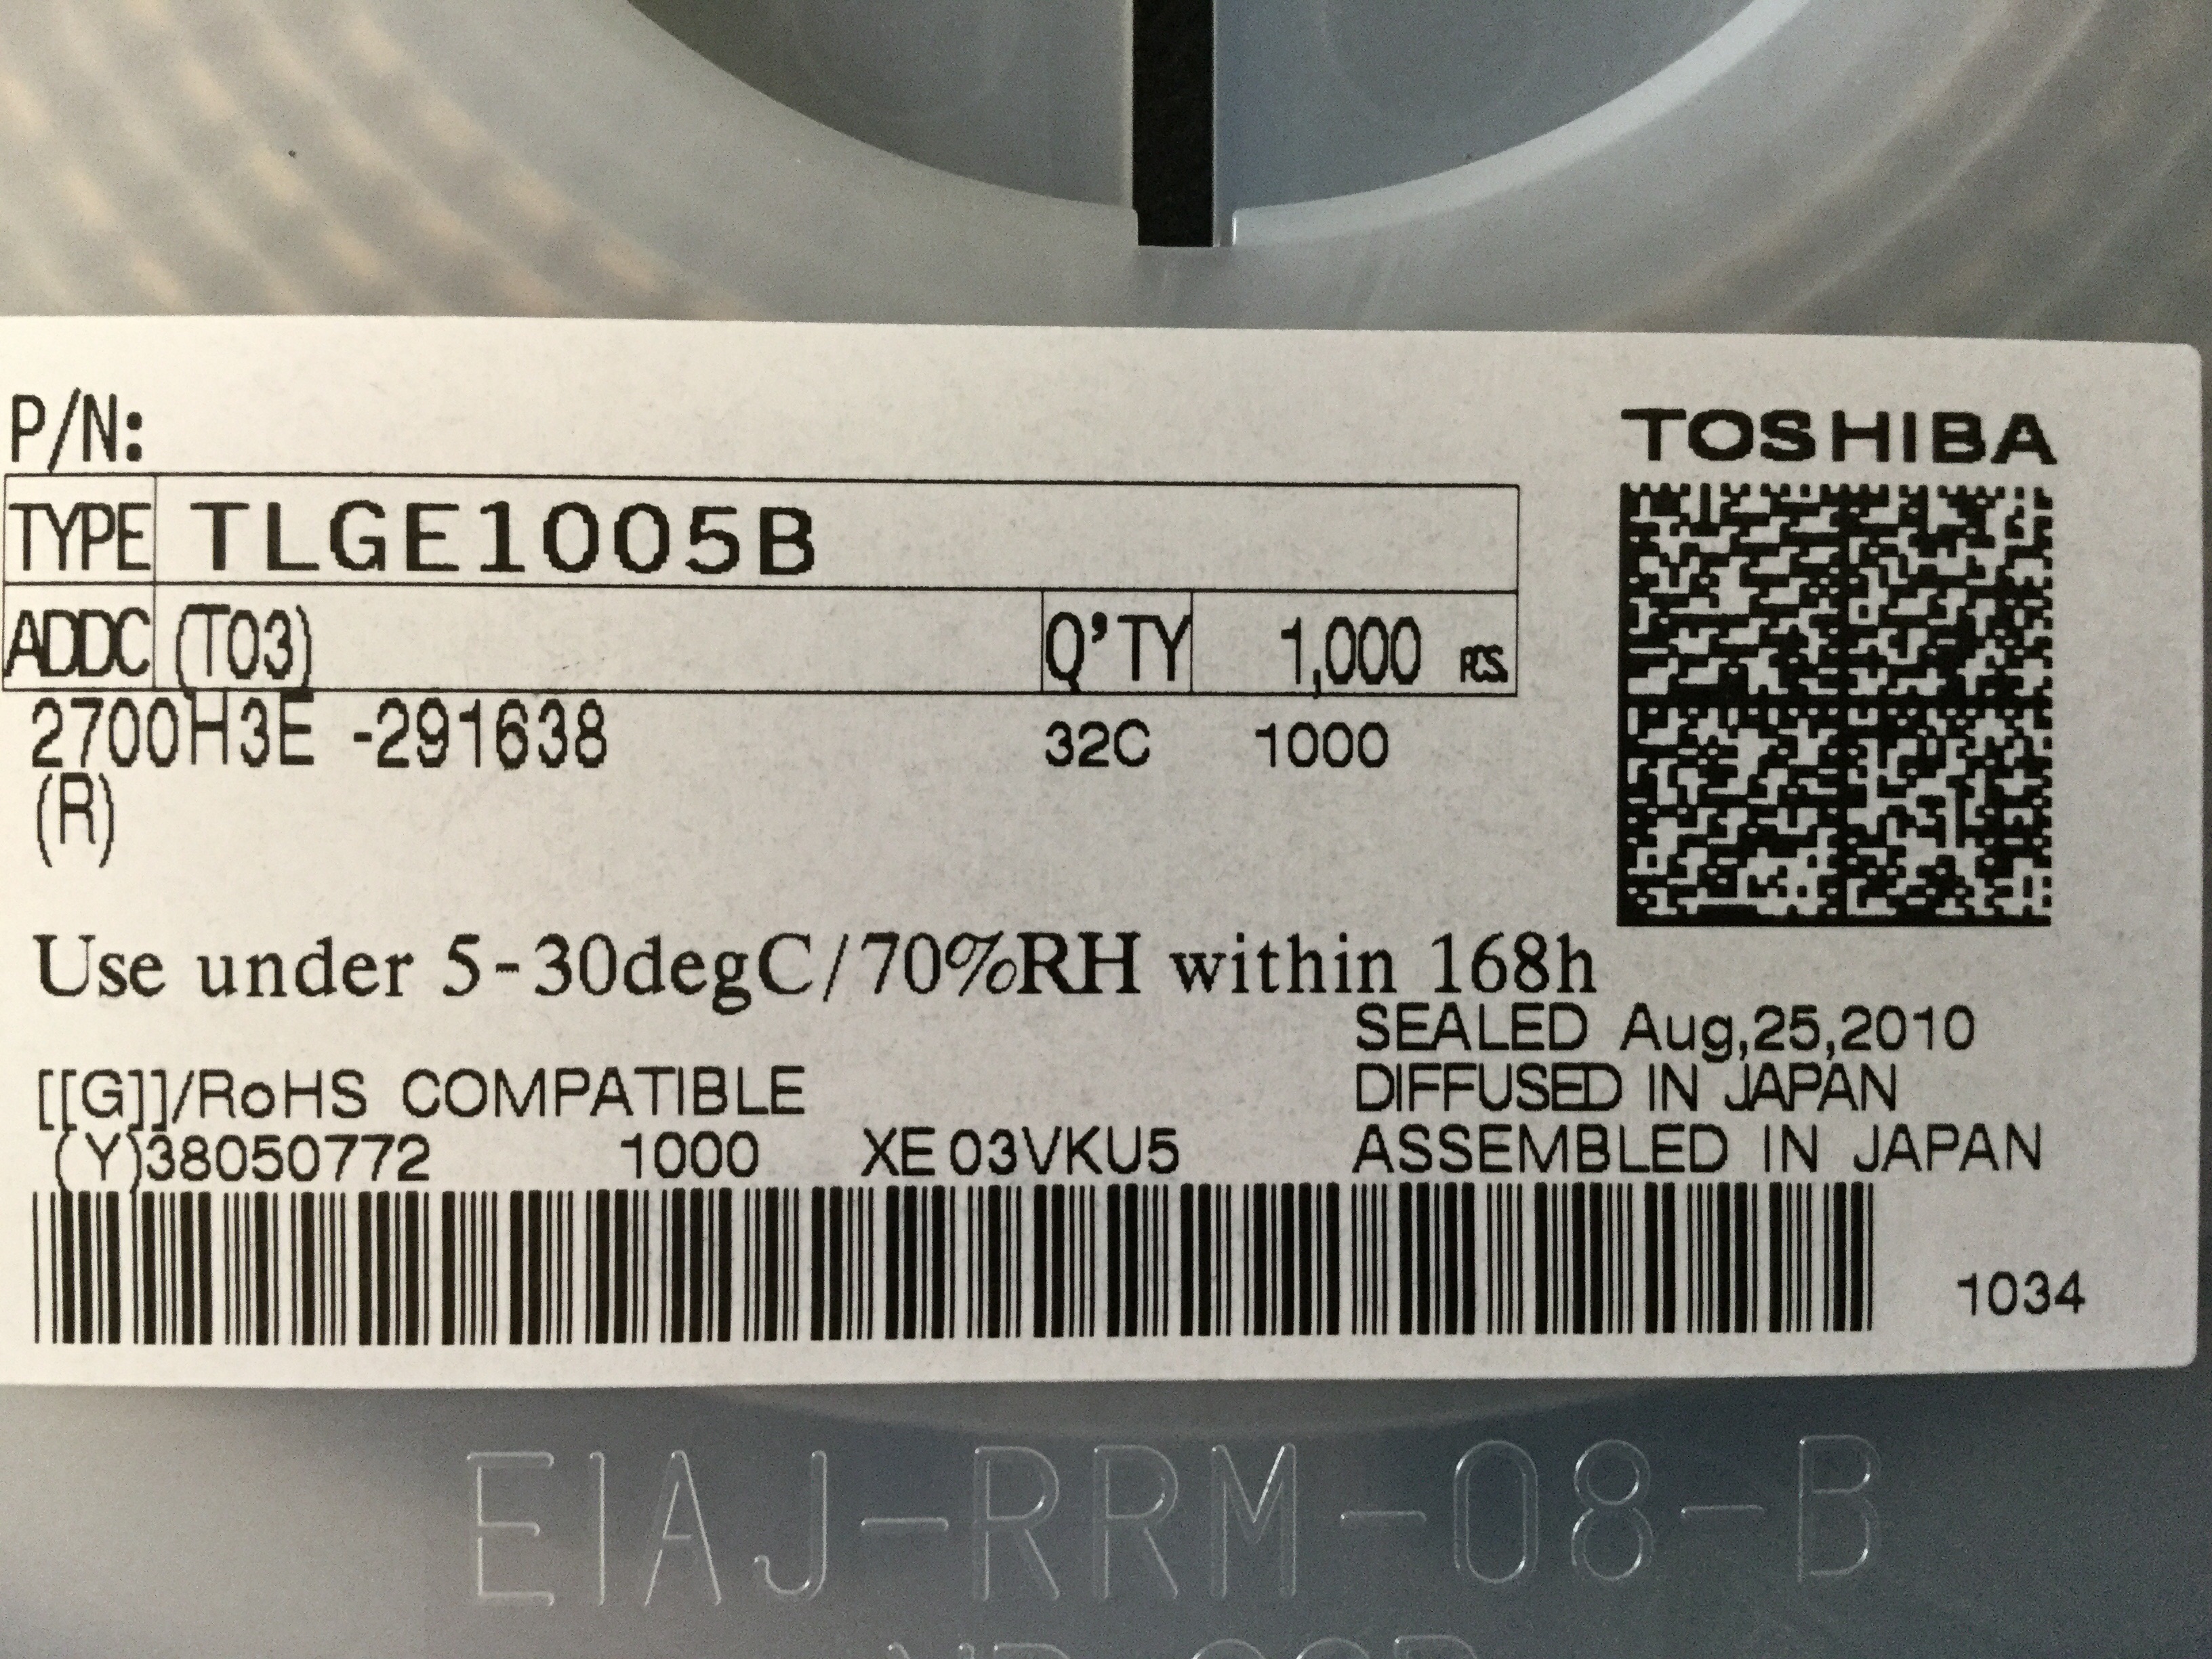 P/N:
TOSHIBA
TYPE TLGE1005B
ADDC (T03) Q'TY 1,000 PCS.
2700H3E -291638 32C 1000
(R)
Use under 5-30degC/70%RH within 168h
SEALED Aug,25,2010
[[G]]/RoHS COMPATIBLE DIFFUSED IN JAPAN
(Y)38050772 1000 XE03VKU5 ASSEMBLED IN JAPAN
1034
EIAJ-RRM-08-B